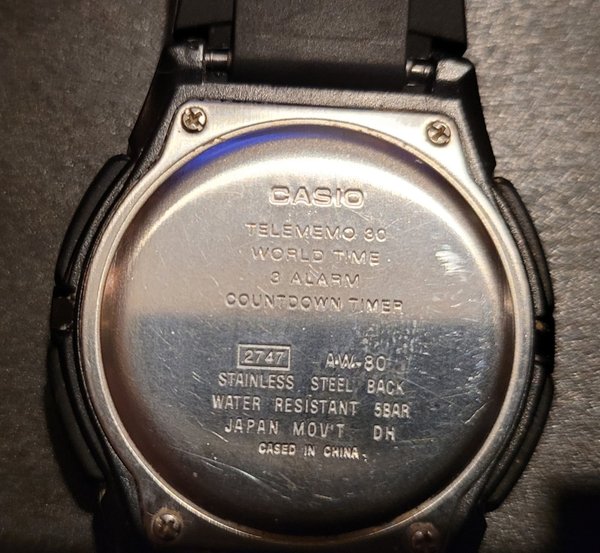 CASIO
TELEMEMO 30
WORLD TIME
3 ALARM
COUNTDOWN TIMER
2747 AW-80
STAINLESS STEEL BACK
WATER RESISTANT 5BAR
JAPAN MOV'T DH
CASED IN CHINA